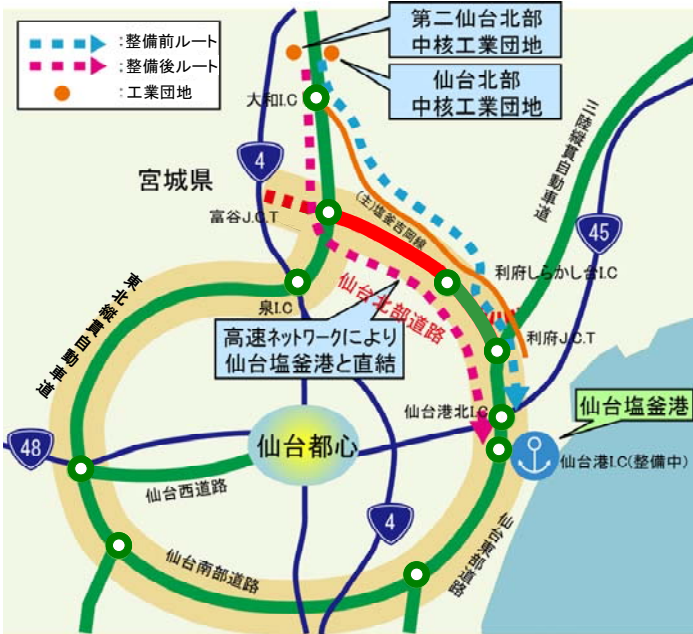 :整備前ルート
:整備後ルート
:工業団地
第二仙台北部
中核工業団地
仙台北部
中核工業団地
大和I.C
三陸縦貫自動車道
4
宮城県
富谷J.C.T
(主)塩釜吉岡線
45
利府しらかし台I.C
泉I.C
仙台北部道路
東北縦貫自動車道
利府J.C.T
高速ネットワークにより
仙台塩釜港と直結
仙台港北I.C
仙台塩釜港
48
仙台都心
仙台港I.C(整備中)
仙台西道路
4
仙台東部道路
仙台南部道路